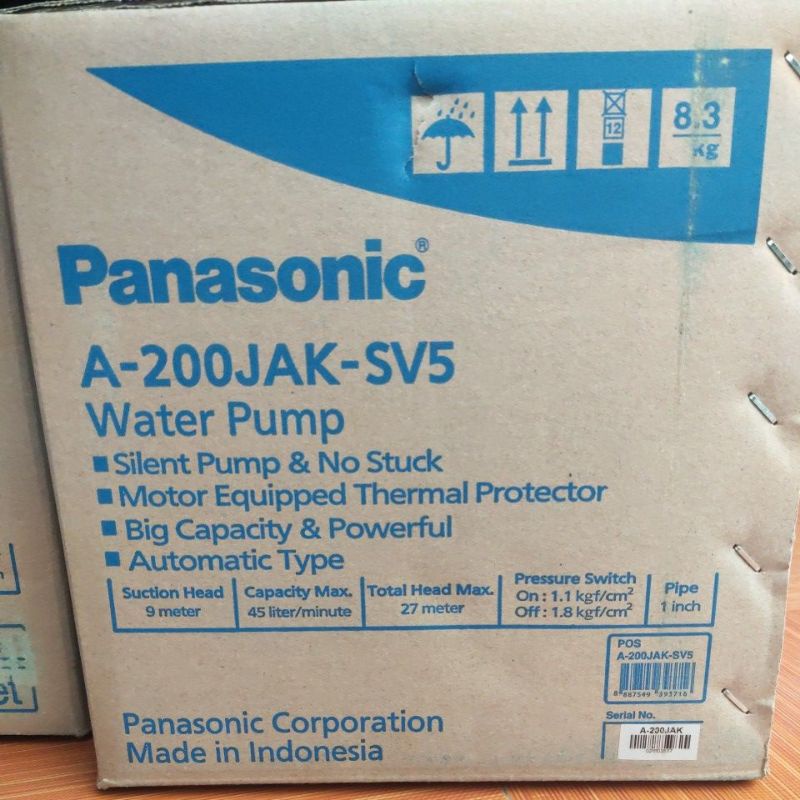 12
8.3
kg
Panasonic®
A-200JAK-SV5
Water Pump
■ Silent Pump & No Stuck
■ Motor Equipped Thermal Protector
■ Big Capacity & Powerful
■ Automatic Type
Suction Head
9 meter
Capacity Max.
45 liter/minute
Total Head Max.
27 meter
Pressure Switch
On : 1.1 kgf/cm²
Off : 1.8 kgf/cm²
Pipe
1 inch
POS
A-200JAK-SV5
8 887549 393716
Serial No.
A-200JAK
Panasonic Corporation
Made in Indonesia